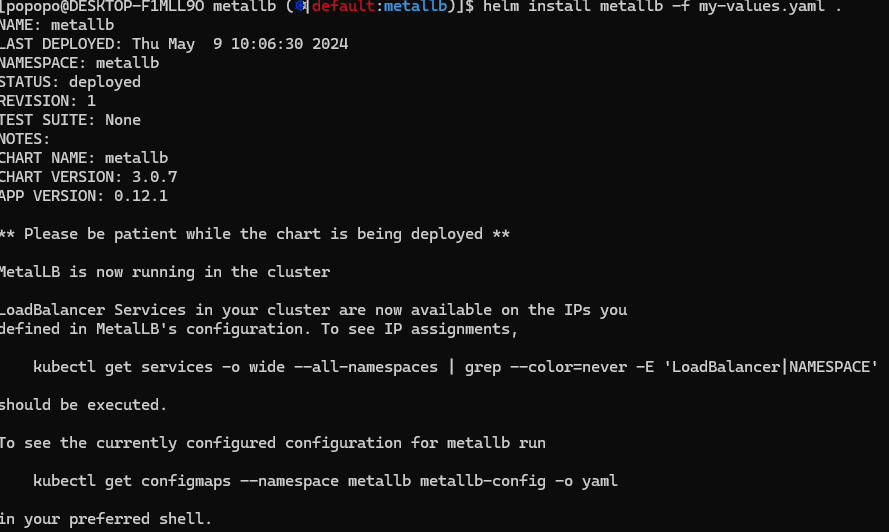 [popopo@DESKTOP-F1MLL9O metallb (⎈|default:metallb)]$ helm install metallb -f my-values.yaml .
NAME: metallb
LAST DEPLOYED: Thu May  9 10:06:30 2024
NAMESPACE: metallb
STATUS: deployed
REVISION: 1
TEST SUITE: None
NOTES:
CHART NAME: metallb
CHART VERSION: 3.0.7
APP VERSION: 0.12.1

** Please be patient while the chart is being deployed **

MetalLB is now running in the cluster

LoadBalancer Services in your cluster are now available on the IPs you
defined in MetalLB's configuration. To see IP assignments,

    kubectl get services -o wide --all-namespaces | grep --color=never -E 'LoadBalancer|NAMESPACE'

should be executed.

To see the currently configured configuration for metallb run

    kubectl get configmaps --namespace metallb metallb-config -o yaml

in your preferred shell.